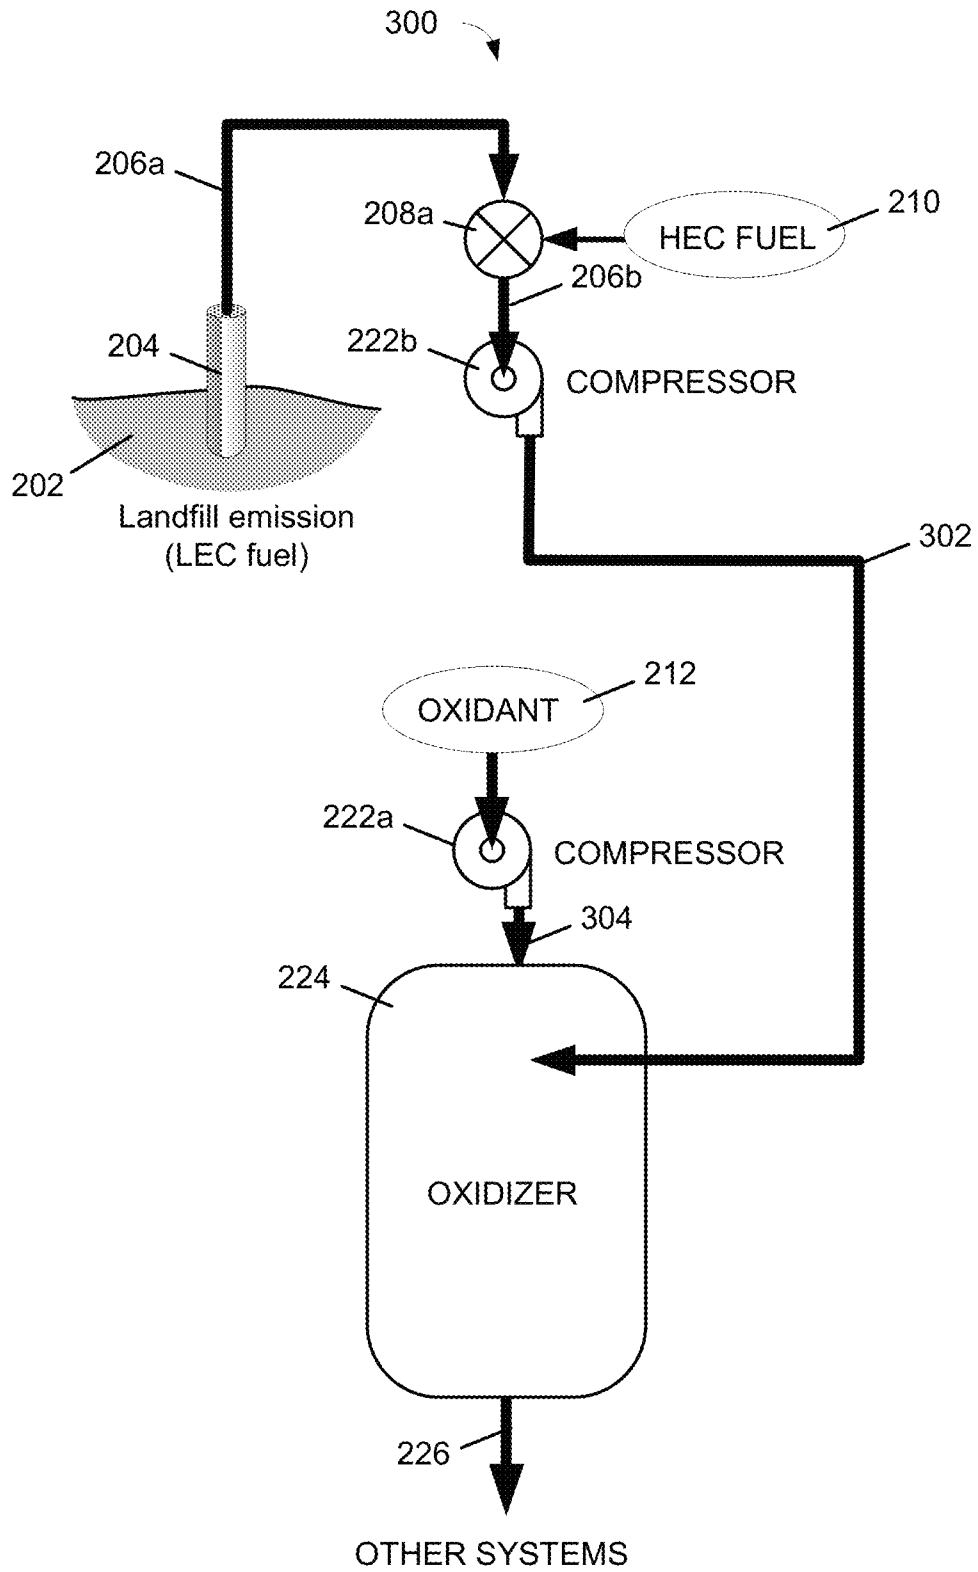 300
206a
208a
HEC FUEL
210
206b
204
222b
COMPRESSOR
202
Landfill emission
(LEC fuel)
302
212
OXIDANT
222a
COMPRESSOR
304
224
OXIDIZER
226
OTHER SYSTEMS